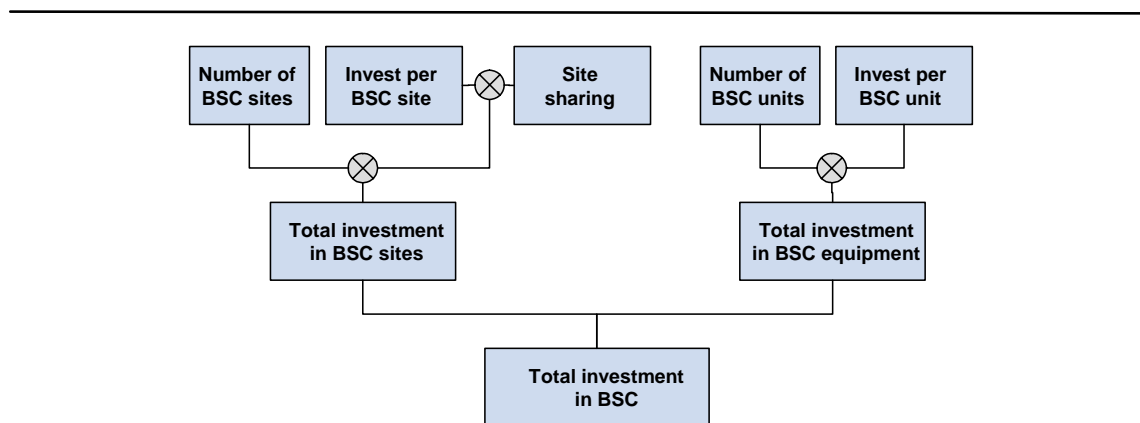 Number of
BSC sites
Invest per
BSC site
Site
sharing
Number of
BSC units
Invest per
BSC unit
Total investment
in BSC sites
Total investment
in BSC equipment
Total investment
in BSC